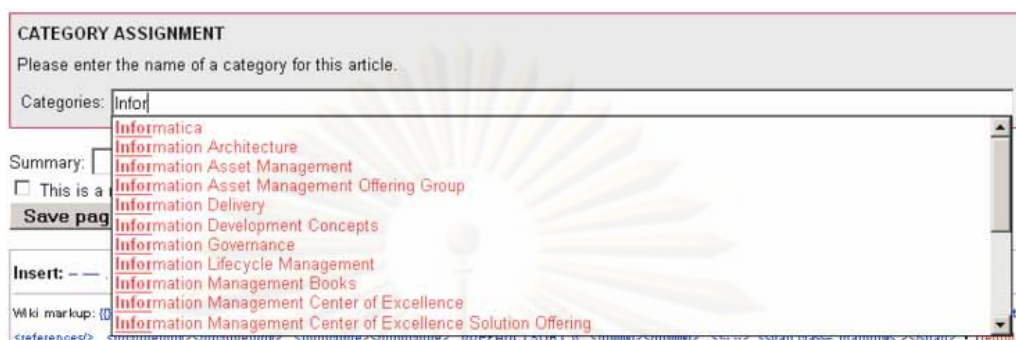 CATEGORY ASSIGNMENT
Please enter the name of a category for this article.
Categories: Infor
Informatica
Information Architecture
Summary:
Information Asset Management
This is a
Information Asset Management Offering Group
Information Delivery
Save pag
Information Development Concepts
Information Governance
Insert: – —
Information Lifecycle Management
Information Management Books
Information Management Center of Excellence
Wiki markup: {{}
Information Management Center of Excellence Solution Offering